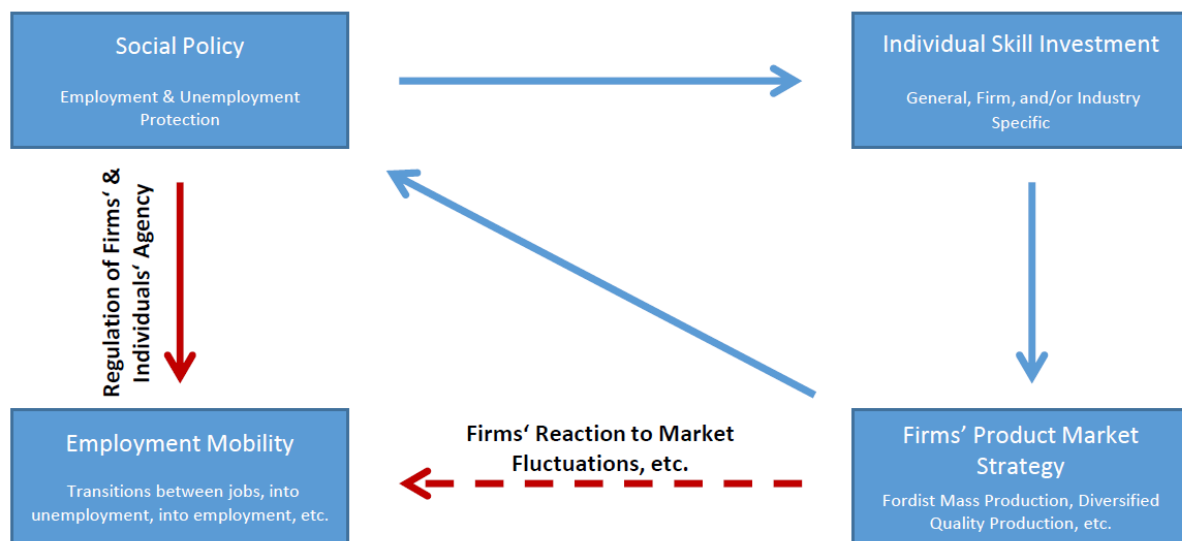 Social Policy
Employment & Unemployment
Protection
Individual Skill Investment
General, Firm, and/or Industry
Specific
Regulation of Firms‘ &
Individuals‘ Agency
Employment Mobility
Transitions between jobs, into
unemployment, into employment, etc.
Firms‘ Reaction to Market
Fluctuations, etc.
Firms’ Product Market
Strategy
Fordist Mass Production, Diversified
Quality Production, etc.